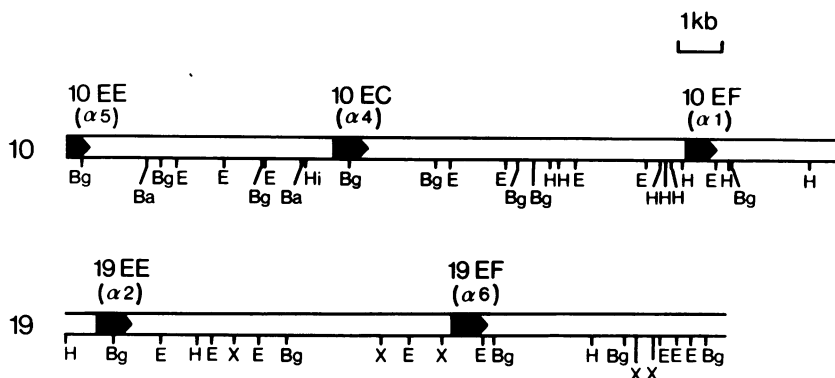 1kb
10 EE 10 EC 10 EF
(α5) (α4) (α1)
10
Bg Bg E E E Hi Bg Bg E E H H E E H E H H
Ba Bg Ba Bg Bg H H H Bg
19 EE 19 EF
(α2) (α6)
19
H Bg E H E X E Bg X E X E Bg H Bg E E E Bg
X X